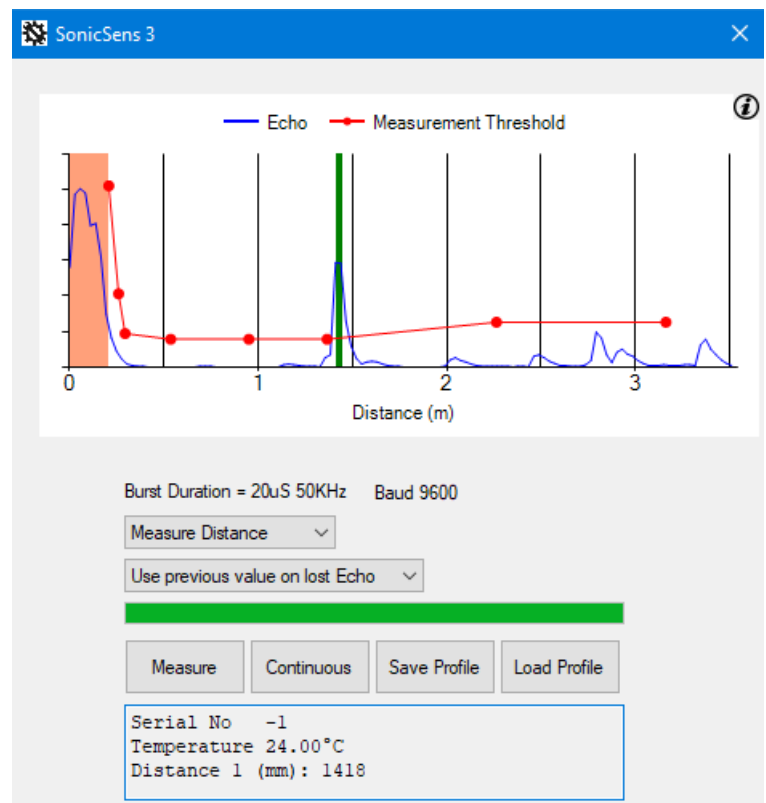 SonicSens 3
Echo Measurement Threshold
0 1 2 3
Distance (m)
Burst Duration = 20uS 50KHz Baud 9600
Measure Distance
Use previous value on lost Echo
Measure Continuous Save Profile Load Profile
Serial No -1
Temperature 24.00°C
Distance 1 (mm): 1418